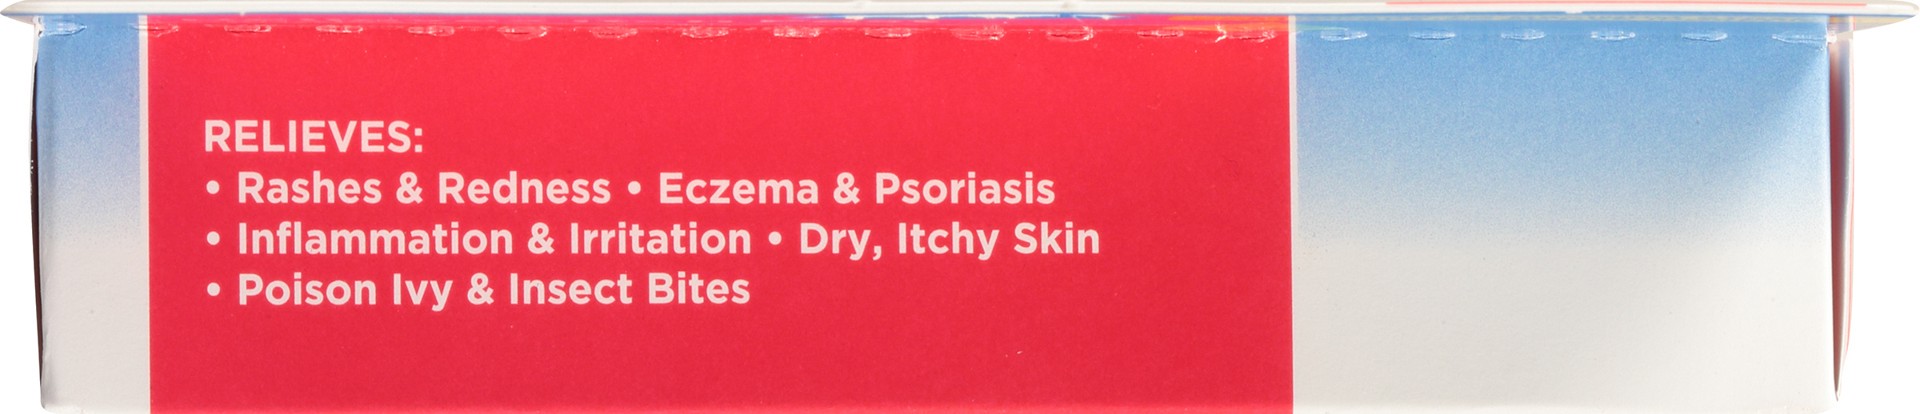 RELIEVES:
• Rashes & Redness • Eczema & Psoriasis
• Inflammation & Irritation • Dry, Itchy Skin
• Poison Ivy & Insect Bites